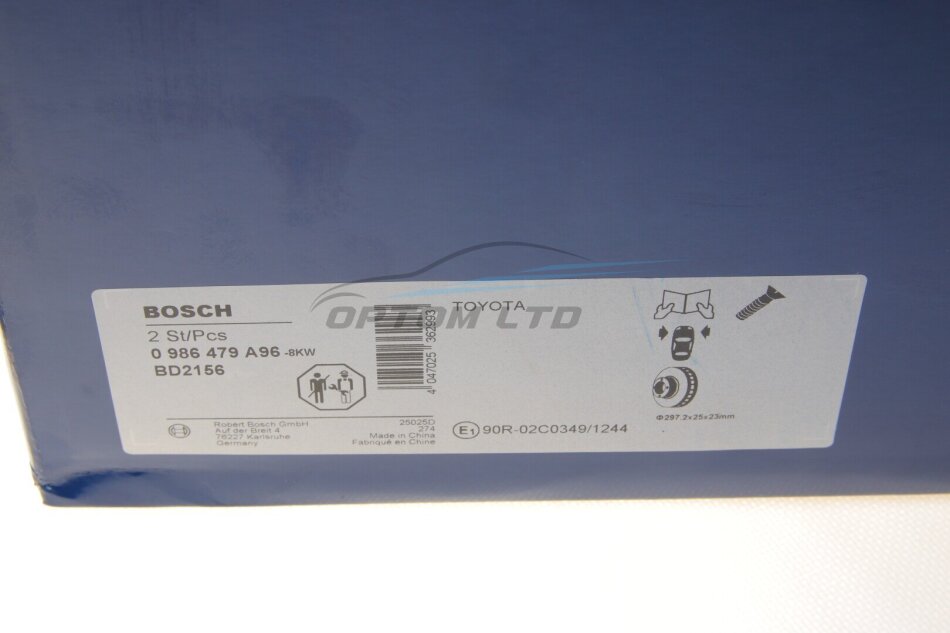 BOSCH
2 St/Pcs
0 986 479 A96 -8KW
BD2156
Robert Bosch GmbH
Auf der Breit 4
76227 Karlsruhe
Germany
25025D
274
Made in China
Fabriqué en Chine
4 047025 362993
TOYOTA
OPTOM LTD
E1 90R-02C0349/1244
Φ297.2x25x23mm